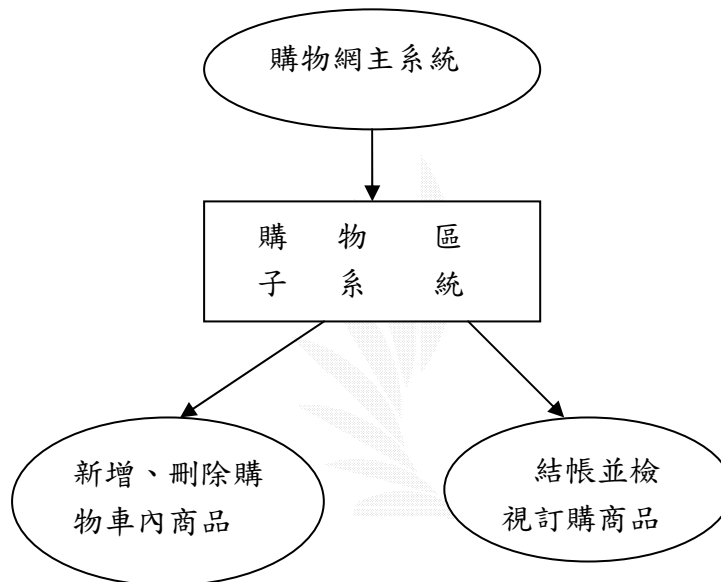 購物網主系統
購物區
子系統
新增、刪除購
物車內商品
結帳並檢
視訂購商品